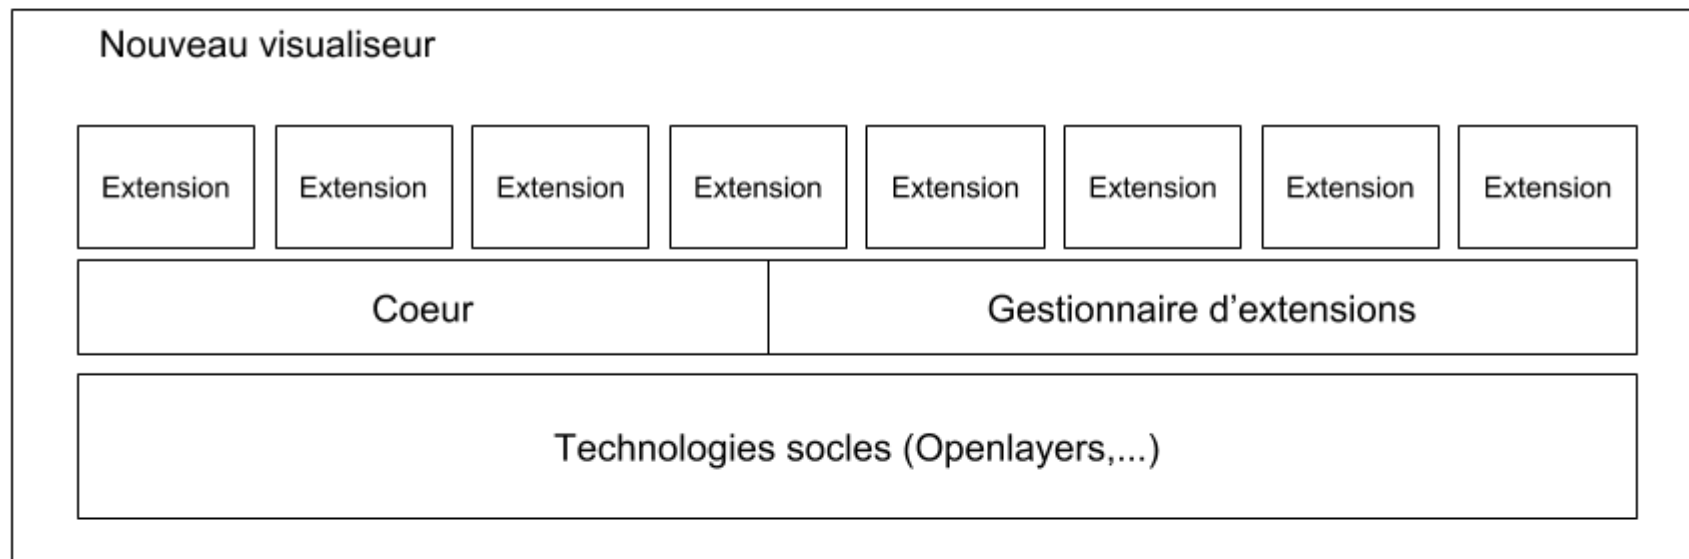 Nouveau visualiseur
Extension Extension Extension Extension Extension Extension Extension Extension
Coeur Gestionnaire d’extensions
Technologies socles (Openlayers,...)